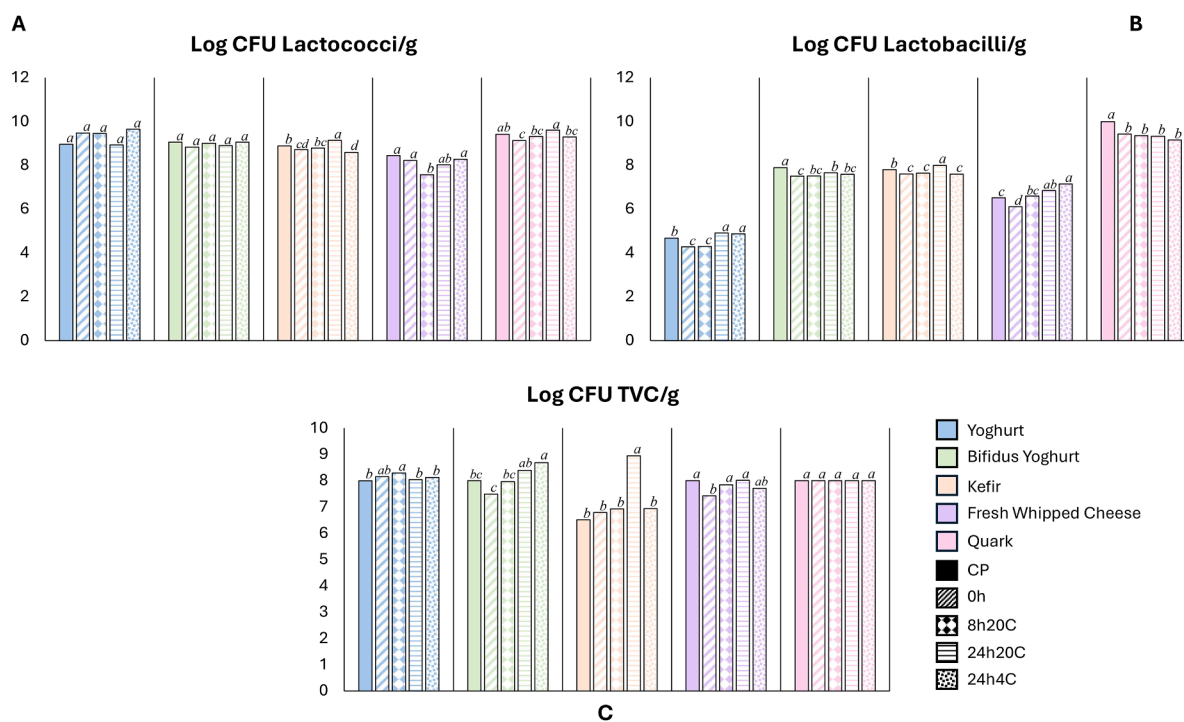 A
B
Log CFU Lactococci/g
Log CFU Lactobacilli/g
12
10
8
6
4
2
0
a a a a a
a a a a a
b cd bc a d
a a b ab a
ab c bc a bc
12
10
8
6
4
2
0
b c c a a
a c bc b bc
b c c a c
c d bc ab a
a b b b b
Log CFU TVC/g
10
9
8
7
6
5
4
3
2
1
0
b ab a b b
bc c bc ab a
b b b a b
a b a a ab
a a a a a
Yoghurt
Bifidus Yoghurt
Kefir
Fresh Whipped Cheese
Quark
CP
0h
8h20C
24h20C
24h4C
C